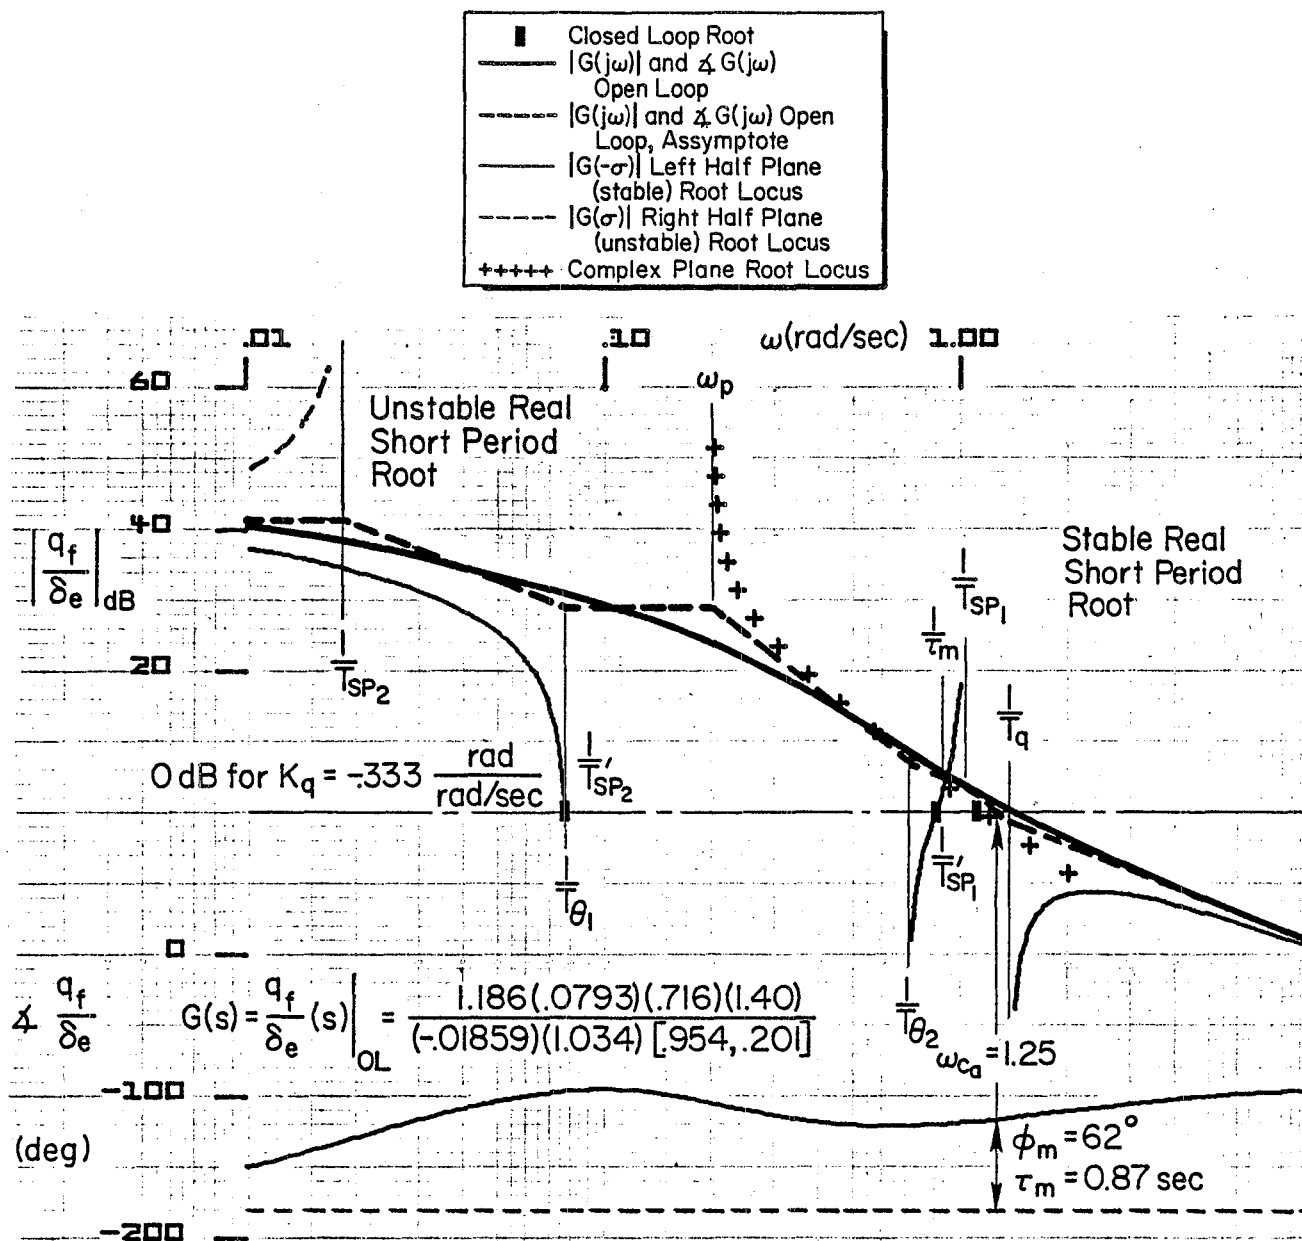 Closed Loop Root
|G(jω)| and ∡ G(jω)
Open Loop
|G(jω)| and ∡ G(jω) Open
Loop, Assymptote
|G(-σ)| Left Half Plane
(stable) Root Locus
|G(σ)| Right Half Plane
(unstable) Root Locus
+++++ Complex Plane Root Locus
.01
.10
ω(rad/sec)
1.00
60
ωp
Unstable Real
Short Period
Root
40
|qf/δe|dB
Stable Real
Short Period
Root
1/TSP1
1/τm
20
1/TSP2
1/Tq
0 dB for Kq = -.333 rad/rad/sec
1/T'SP2
1/T'SP1
1/Tθ1
0
1/Tθ2
ωca = 1.25
∡ qf/δe
G(s) = qf/δe (s)|OL = 1.186(.0793)(.716)(1.40)/(-.01859)(1.034) [.954, .201]
-100
(deg)
ϕm = 62°
τm = 0.87 sec
-200